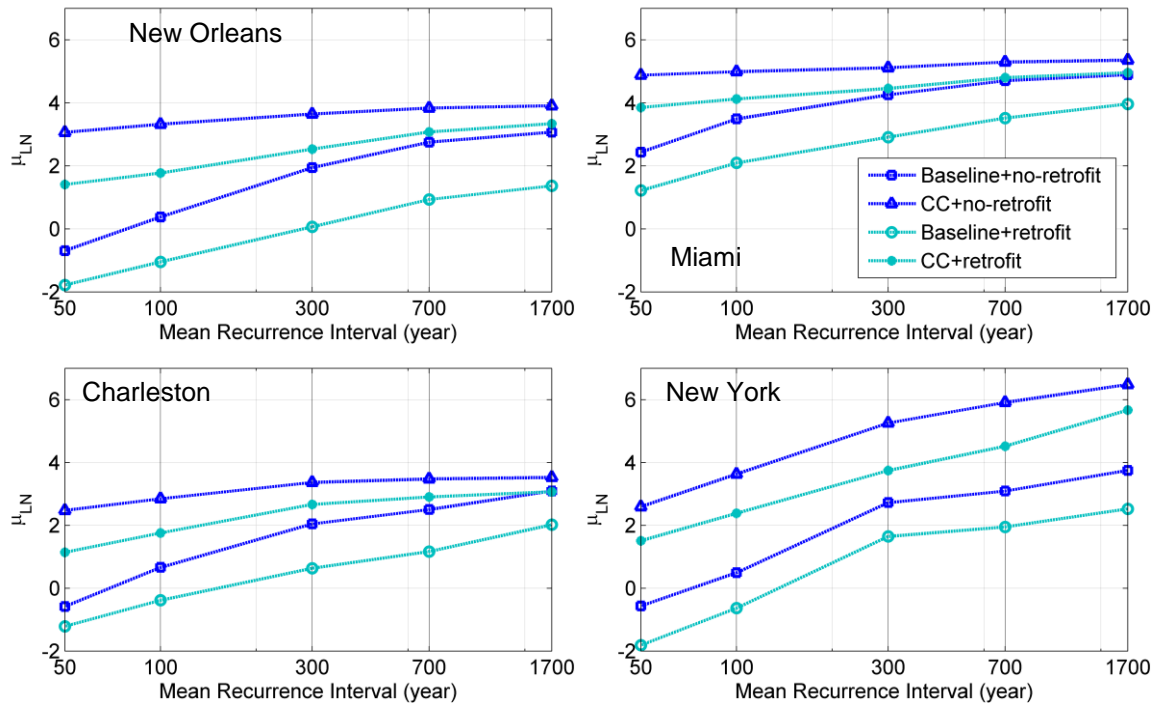 New Orleans
6
4
2
0
-2
μLN
50 100 300 700 1700
Mean Recurrence Interval (year)
Miami
6
4
2
0
-2
μLN
Baseline+no-retrofit
CC+no-retrofit
Baseline+retrofit
CC+retrofit
50 100 300 700 1700
Mean Recurrence Interval (year)
Charleston
6
4
2
0
-2
μLN
50 100 300 700 1700
Mean Recurrence Interval (year)
New York
6
4
2
0
-2
μLN
50 100 300 700 1700
Mean Recurrence Interval (year)